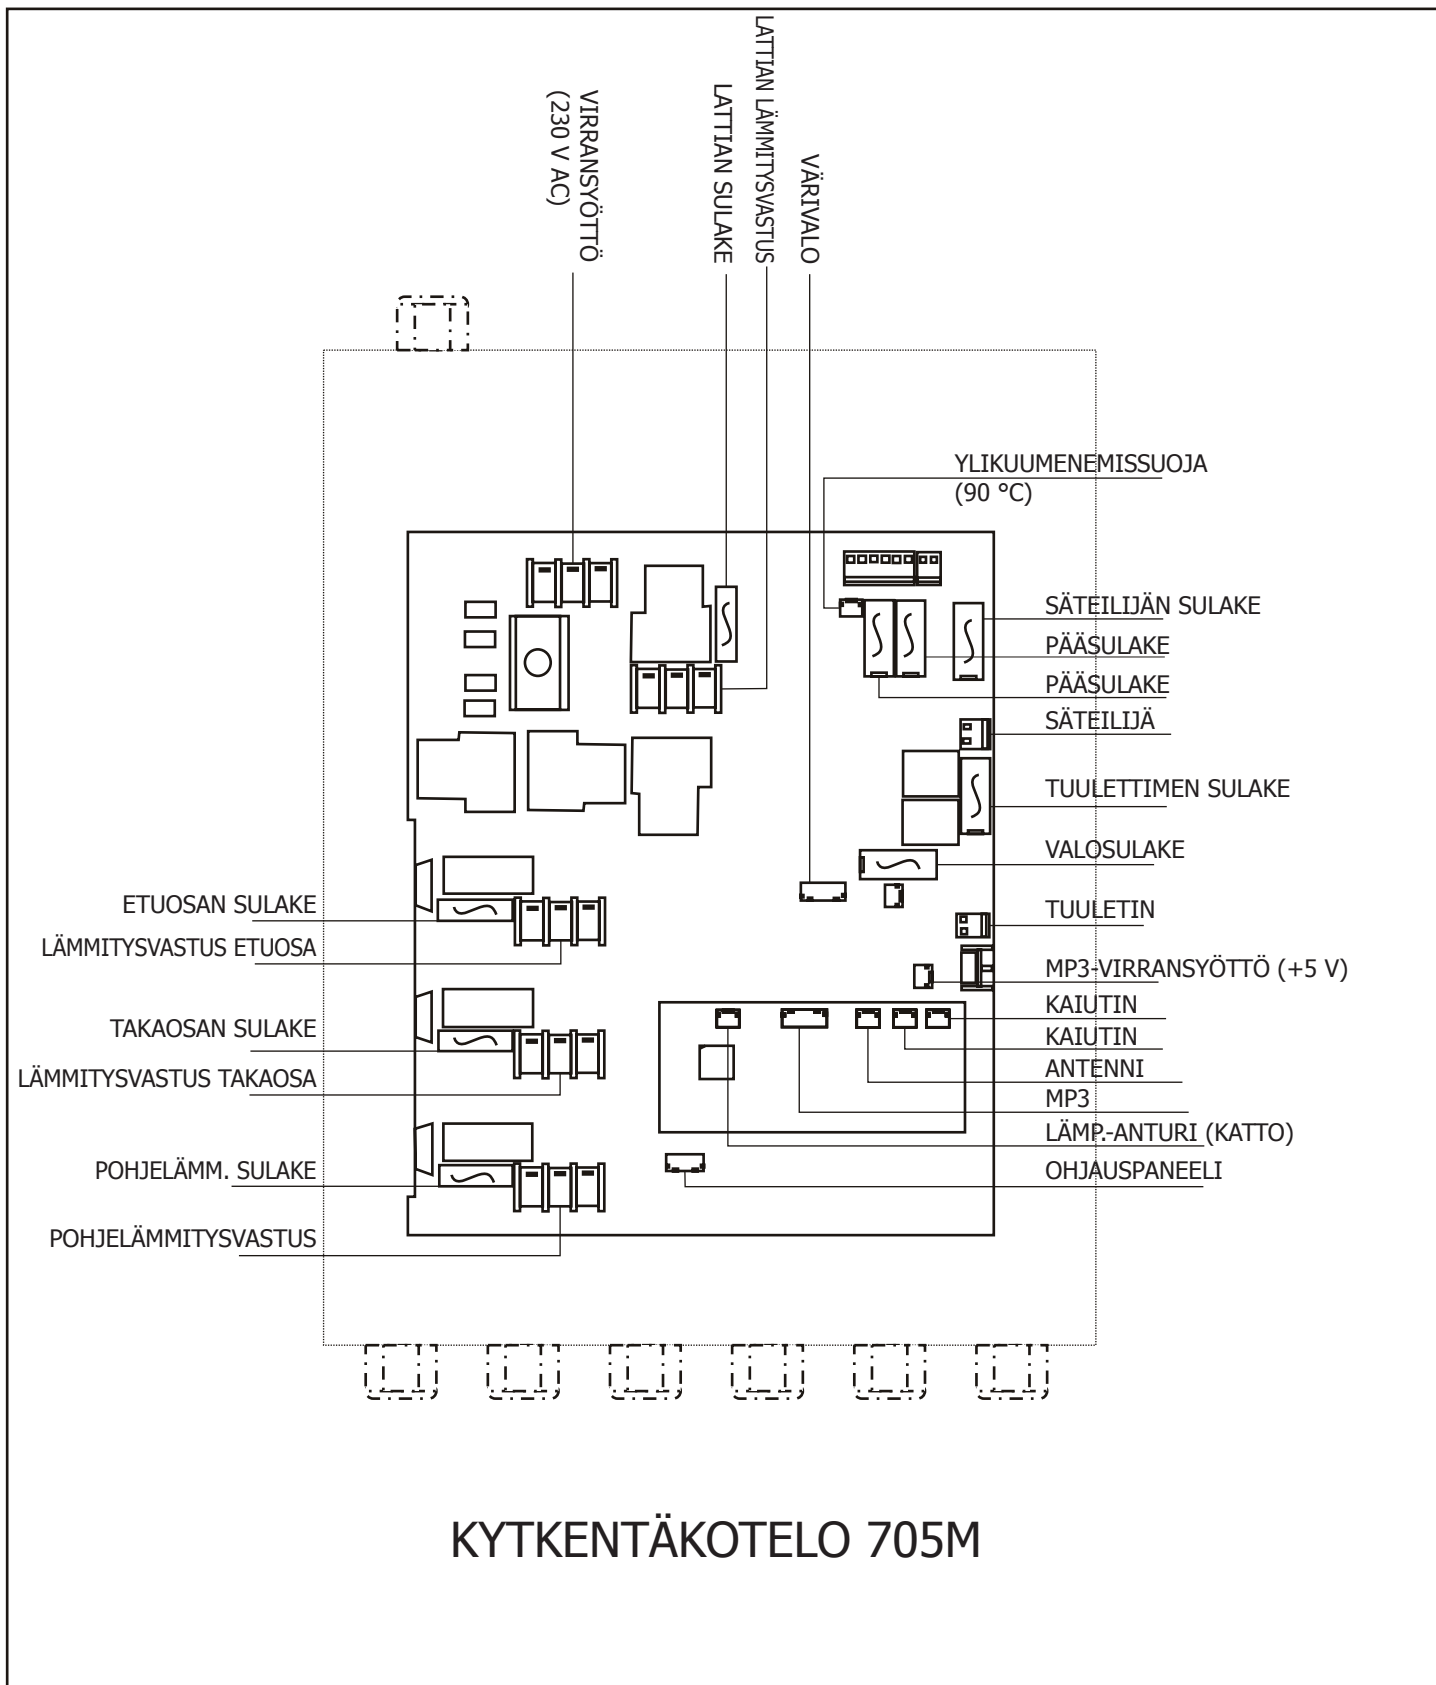 VIRRANSYÖTTÖ
(230 V AC)
LATTIAN SULAKE
LATTIAN LÄMMITYSVASTUS
VÄRIVALO
YLIKUUMENEMISSUOJA
(90 °C)
SÄTEILIJÄN SULAKE
PÄÄSULAKE
PÄÄSULAKE
SÄTEILIJÄ
TUULETTIMEN SULAKE
VALOSULAKE
TUULETIN
MP3-VIRRANSYÖTTÖ (+5 V)
KAIUTIN
KAIUTIN
ANTENNI
MP3
LÄMP.-ANTURI (KATTO)
OHJAUSPANEELI
ETUOSAN SULAKE
LÄMMITYSVASTUS ETUOSA
TAKAOSAN SULAKE
LÄMMITYSVASTUS TAKAOSA
POHJELÄMM. SULAKE
POHJELÄMMITYSVASTUS
KYTKENTÄKOTELO 705M